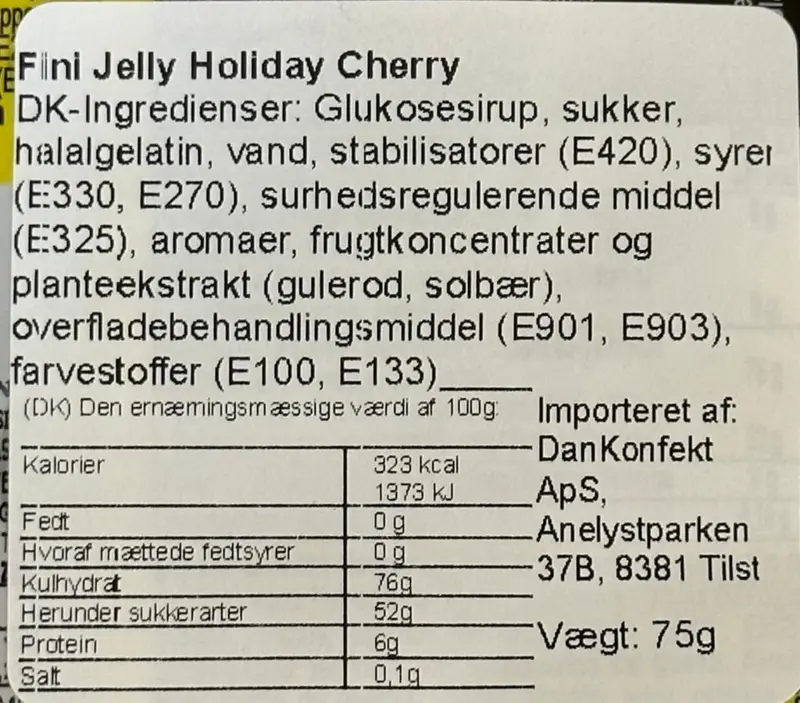 Fini Jelly Holiday Cherry
DK-Ingredienser: Glukosesirup, sukker,
halalgelatin, vand, stabilisatorer (E420), syrer
(E330, E270), surhedsregulerende middel
(E325), aromaer, frugtkoncentrater og
planteekstrakt (gulerod, solbær),
overfladebehandlingsmiddel (E901, E903),
farvestoffer (E100, E133)
(DK) Den ernæmingsmæssige værdi af 100g:
Kalorier 323 kcal
1373 kJ
Fedt 0 g
Hvoraf mættede fedtsyrer 0 g
Kulhydrat 76g
Herunder sukkerarter 52g
Protein 6g
Salt 0,1g
Importeret af:
DanKonfekt
ApS,
Anelystparken
37B, 8381 Tilst
Vægt: 75g